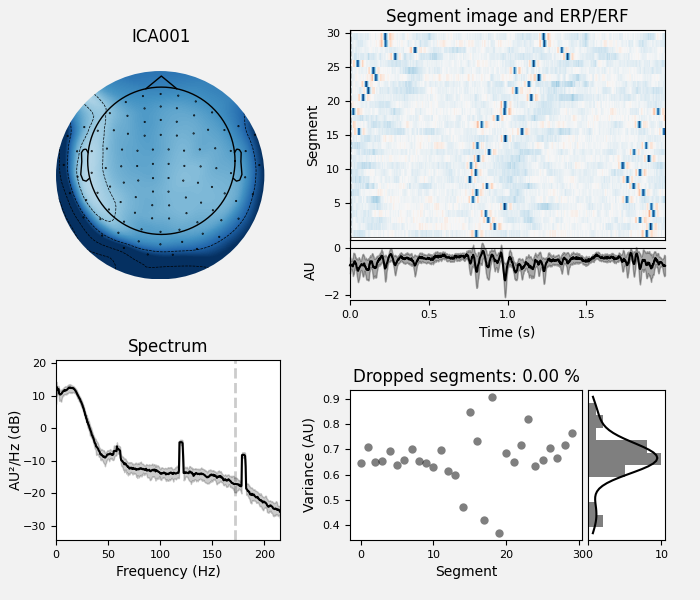 ICA001
Segment image and ERP/ERF
Segment
30
25
20
15
10
5
AU
0
−2
0.0 0.5 1.0 1.5
Time (s)
Spectrum
AU²/Hz (dB)
20
10
0
−10
−20
−30
0 50 100 150 200
Frequency (Hz)
Dropped segments: 0.00 %
Variance (AU)
0.9
0.8
0.7
0.6
0.5
0.4
0 10 20 30 0 10
Segment